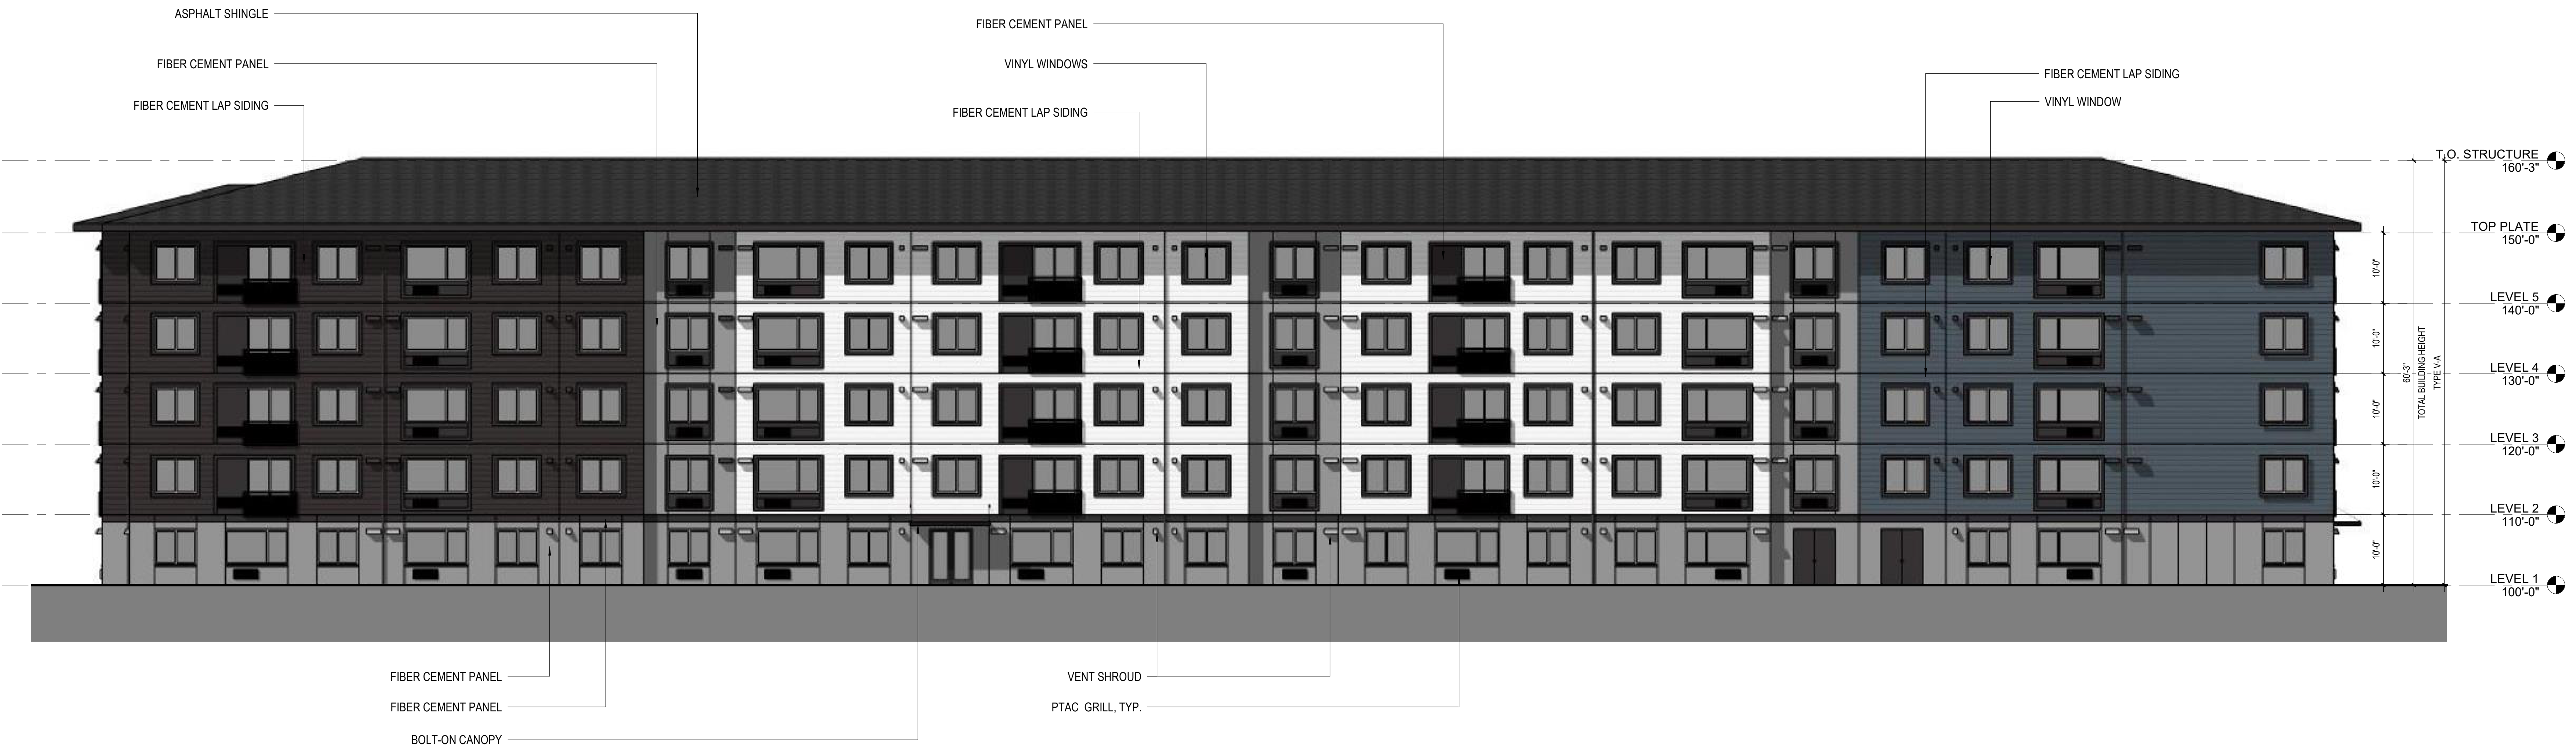 ASPHALT SHINGLE
FIBER CEMENT PANEL
FIBER CEMENT PANEL
VINYL WINDOWS
FIBER CEMENT LAP SIDING
VINYL WINDOW
FIBER CEMENT LAP SIDING
FIBER CEMENT LAP SIDING
T.O. STRUCTURE
160'-3"
TOP PLATE
150'-0"
10'-0"
LEVEL 5
140'-0"
10'-0"
LEVEL 4
130'-0"
10'-0"
LEVEL 3
120'-0"
10'-0"
LEVEL 2
110'-0"
10'-0"
LEVEL 1
100'-0"
60'-3"
TOTAL BUILDING HEIGHT
TYPE V-A
FIBER CEMENT PANEL
VENT SHROUD
FIBER CEMENT PANEL
PTAC GRILL, TYP.
BOLT-ON CANOPY